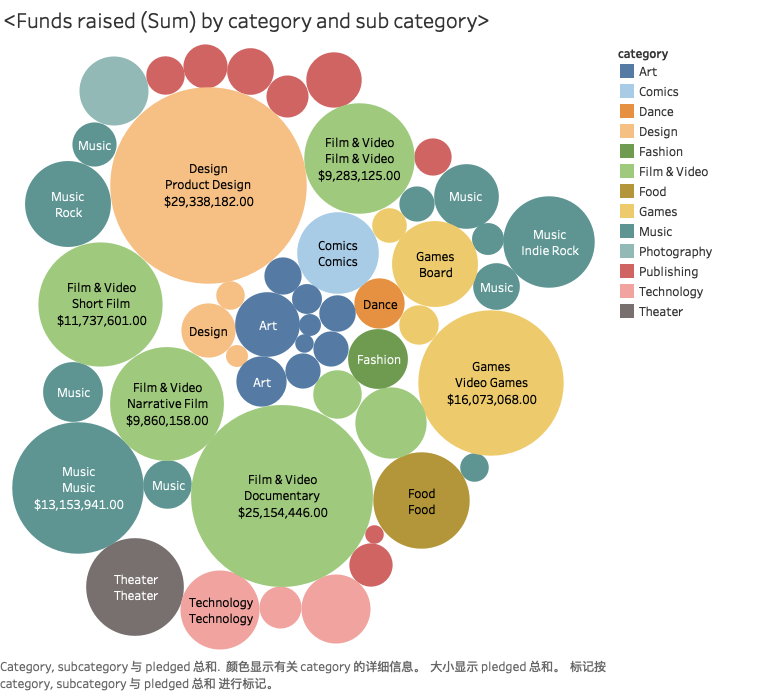 <Funds raised (Sum) by category and sub category>
category
Art
Comics
Dance
Design
Fashion
Film & Video
Food
Games
Music
Photography
Publishing
Technology
Theater
Music
Music
Rock
Design
Product Design
$29,338,182.00
Film & Video
Film & Video
$9,283,125.00
Music
Music
Indie Rock
Comics
Comics
Games
Board
Music
Film & Video
Short Film
$11,737,601.00
Design
Art
Dance
Fashion
Art
Games
Video Games
$16,073,068.00
Music
Film & Video
Narrative Film
$9,860,158.00
Music
Music
$13,153,941.00
Music
Film & Video
Documentary
$25,154,446.00
Food
Food
Theater
Theater
Technology
Technology
Category, subcategory 与 pledged 总和. 颜色显示有关 category 的详细信息。 大小显示 pledged 总和。 标记按
category, subcategory 与 pledged 总和 进行标记。